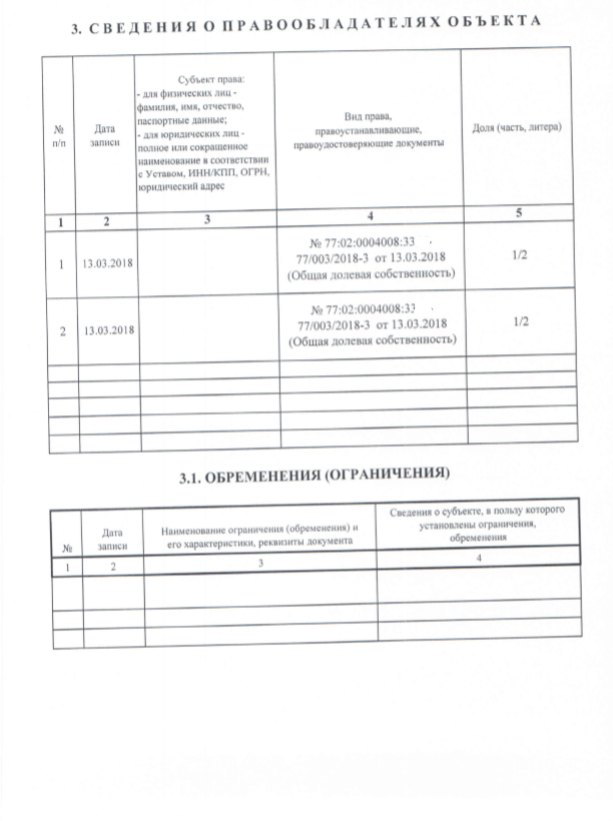 3. СВЕДЕНИЯ О ПРАВООБЛАДАТЕЛЯХ ОБЪЕКТА
№
п/п
Дата
записи
Субъект права:
- для физических лиц -
фамилия, имя, отчество,
паспортные данные;
- для юридических лиц -
полное или сокращенное
наименование в соответствии
с Уставом, ИНН/КПП, ОГРН,
юридический адрес
Вид права,
правоустанавливающие,
правоудостоверяющие документы
Доля (часть, литера)
1 2 3 4 5
1
13.03.2018
№ 77:02:0004008:33
77/003/2018-3 от 13.03.2018
(Общая долевая собственность)
1/2
2
13.03.2018
№ 77:02:0004008:33
77/003/2018-3 от 13.03.2018
(Общая долевая собственность)
1/2
3.1. ОБРЕМЕНЕНИЯ (ОГРАНИЧЕНИЯ)
№
Дата
записи
Наименование ограничения (обременения) и
его характеристики, реквизиты документа
Сведения о субъекте, в пользу которого
установлены ограничения,
обременения
1 2 3 4